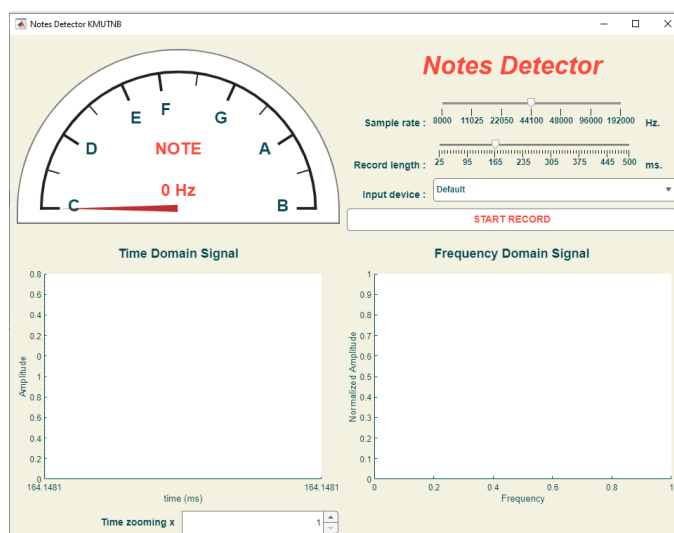 Notes Detector KMUTNB
Notes Detector
C D E F G A B
NOTE
0 Hz
Sample rate :
8000 11025 22050 44100 48000 96000 192000 Hz.
Record length :
25 95 165 235 305 375 445 500 ms.
Input device :
Default
START RECORD
Time Domain Signal
0.8
0.6
0.4
0.2
0
1
0.8
0.6
0.4
0.2
0
Amplitude
164.1481 164.1481
time (ms)
Time zooming x
1
Frequency Domain Signal
1
0.9
0.8
0.7
0.6
0.5
0.4
0.3
0.2
0.1
0
Normalized Amplitude
0 0.2 0.4 0.6 0.8 1
Frequency